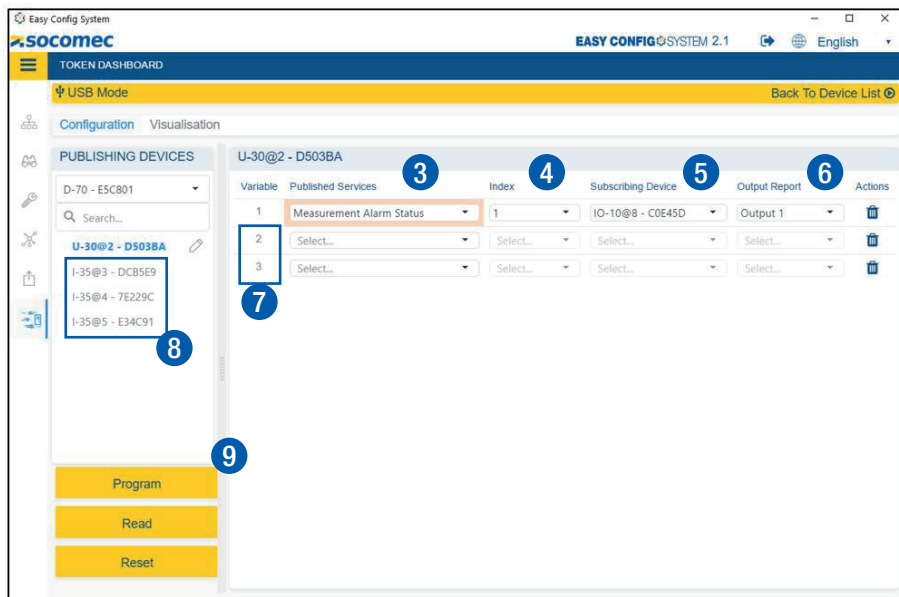 Easy Config System
socomec EASY CONFIG SYSTEM 2.1 English
TOKEN DASHBOARD
USB Mode Back To Device List
Configuration Visualisation
PUBLISHING DEVICES U-30@2 - D503BA
3 4 5 6
D-70 - E5C801 Variable Published Services Index Subscribing Device Output Report Actions
Search... 1 Measurement Alarm Status 1 IO-10@8 - C0E45D Output 1
U-30@2 - D503BA 2 Select... Select... Select... Select...
I-35@3 - DCB5E9 3 Select... Select... Select... Select...
I-35@4 - 7E229C 7
I-35@5 - E34C91
8
9
Program
Read
Reset